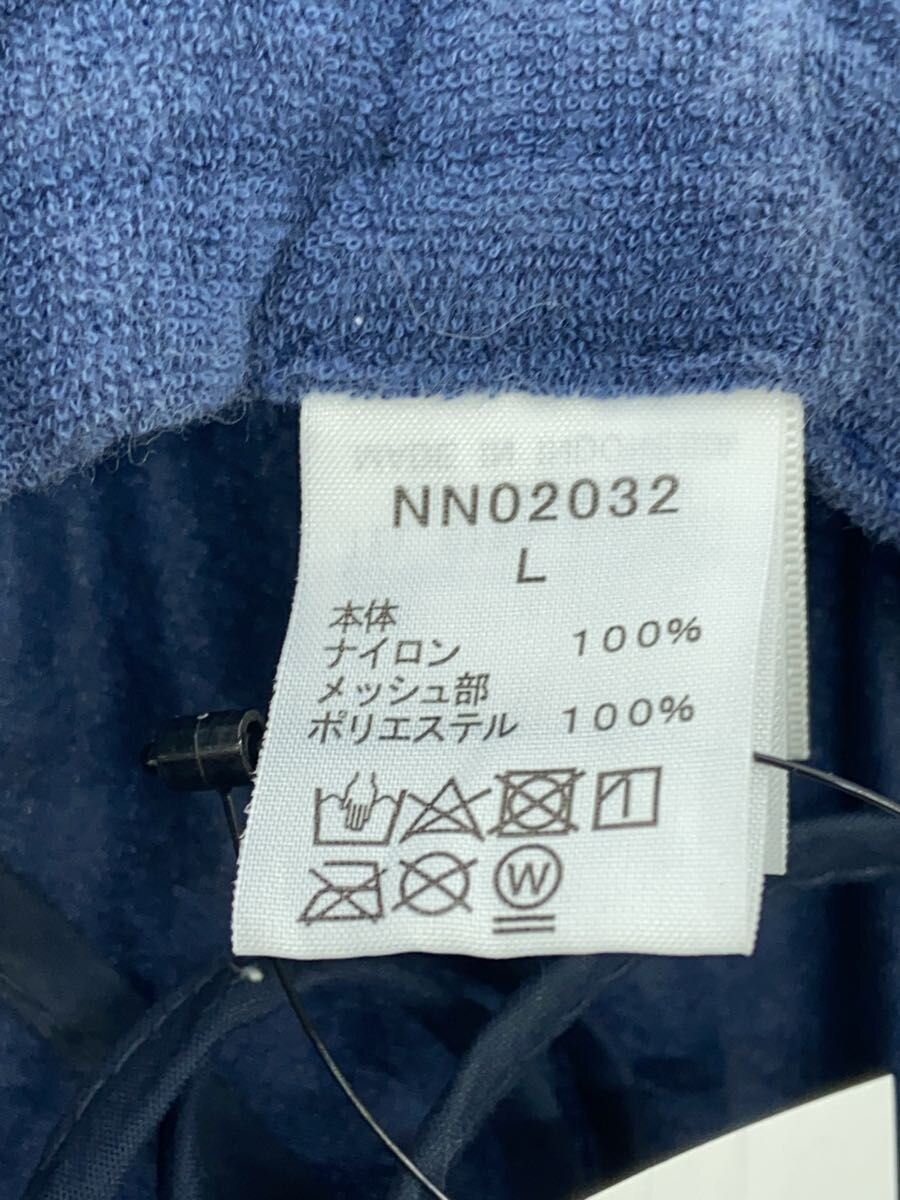 NN02032
L
本体
ナイロン 100%
メッシュ部
ポリエステル 100%
W